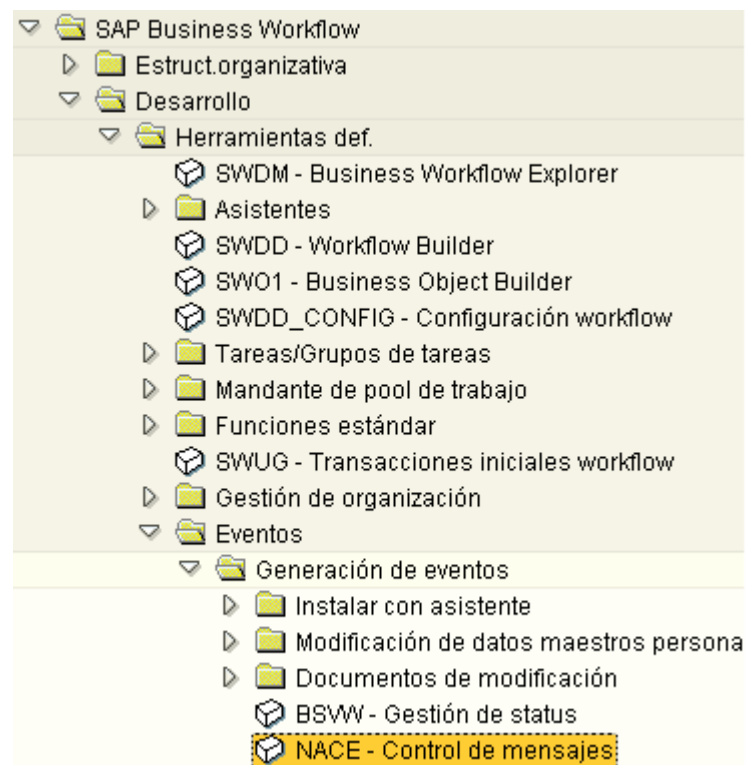 SAP Business Workflow
Estruct.organizativa
Desarrollo
Herramientas def.
SWDM - Business Workflow Explorer
Asistentes
SWDD - Workflow Builder
SWO1 - Business Object Builder
SWDD_CONFIG - Configuración workflow
Tareas/Grupos de tareas
Mandante de pool de trabajo
Funciones estándar
SWUG - Transacciones iniciales workflow
Gestión de organización
Eventos
Generación de eventos
Instalar con asistente
Modificación de datos maestros persona
Documentos de modificación
BSVW - Gestión de status
NACE - Control de mensajes